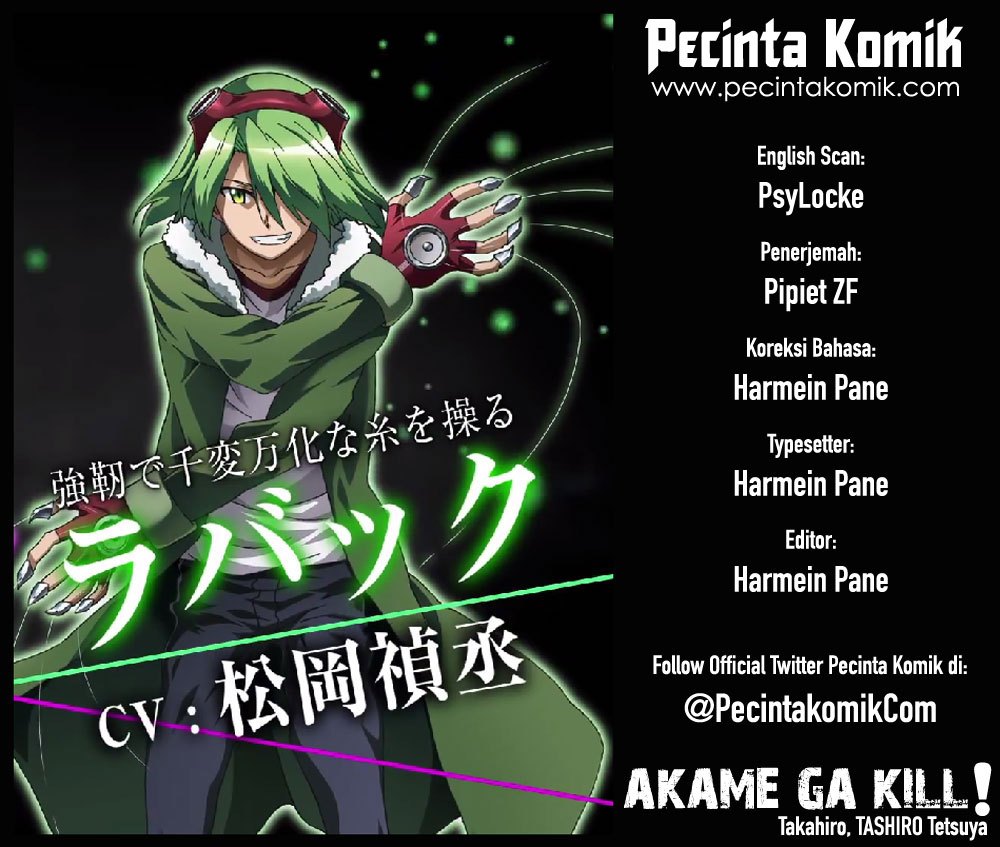 強靭で千変万化な糸を操る
ラバック
CV：松岡禎丞
Pecinta Komik
www.pecintakomik.com
English Scan:
PsyLocke
Penerjemah:
Pipiet ZF
Koreksi Bahasa:
Harmein Pane
Typesetter:
Harmein Pane
Editor:
Harmein Pane
Follow Official Twitter Pecinta Komik di:
@PecintakomikCom
AKAME GA KILL!
Takahiro, TASHIRO Tetsuya